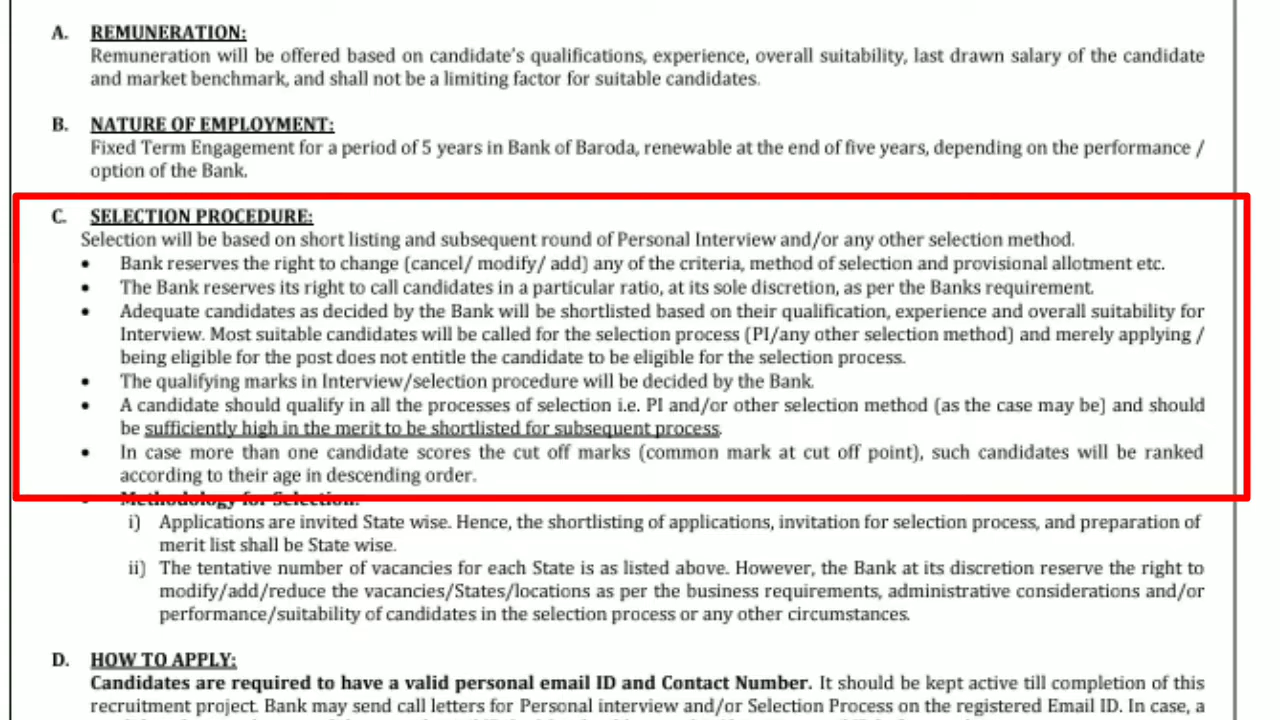 A. REMUNERATION:
Remuneration will be offered based on candidate's qualifications, experience, overall suitability, last drawn salary of the candidate
and market benchmark, and shall not be a limiting factor for suitable candidates.
B. NATURE OF EMPLOYMENT:
Fixed Term Engagement for a period of 5 years in Bank of Baroda, renewable at the end of five years, depending on the performance /
option of the Bank.
C. SELECTION PROCEDURE:
Selection will be based on short listing and subsequent round of Personal Interview and/or any other selection method.
• Bank reserves the right to change (cancel/ modify/ add) any of the criteria, method of selection and provisional allotment etc.
• The Bank reserves its right to call candidates in a particular ratio, at its sole discretion, as per the Banks requirement.
• Adequate candidates as decided by the Bank will be shortlisted based on their qualification, experience and overall suitability for
Interview. Most suitable candidates will be called for the selection process (PI/any other selection method) and merely applying /
being eligible for the post does not entitle the candidate to be eligible for the selection process.
• The qualifying marks in Interview/selection procedure will be decided by the Bank.
• A candidate should qualify in all the processes of selection i.e. PI and/or other selection method (as the case may be) and should
be sufficiently high in the merit to be shortlisted for subsequent process.
• In case more than one candidate scores the cut off marks (common mark at cut off point), such candidates will be ranked
according to their age in descending order.
• Methodology for Selection:
i) Applications are invited State wise. Hence, the shortlisting of applications, invitation for selection process, and preparation of
merit list shall be State wise.
ii) The tentative number of vacancies for each State is as listed above. However, the Bank at its discretion reserve the right to
modify/add/reduce the vacancies/States/locations as per the business requirements, administrative considerations and/or
performance/suitability of candidates in the selection process or any other circumstances.
D. HOW TO APPLY:
Candidates are required to have a valid personal email ID and Contact Number. It should be kept active till completion of this
recruitment project. Bank may send call letters for Personal interview and/or Selection Process on the registered Email ID. In case, a